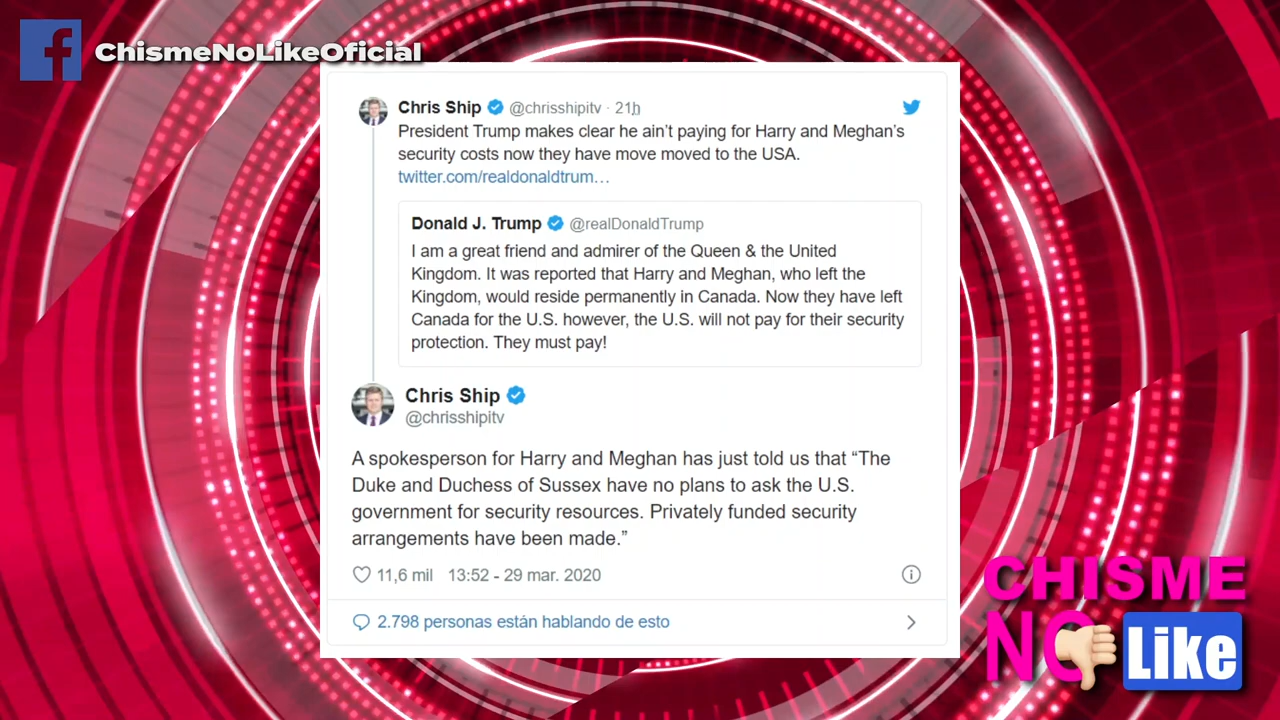 ChismeNoLikeOficial
Chris Ship @chrisshipitv · 21h
President Trump makes clear he ain't paying for Harry and Meghan's
security costs now they have move moved to the USA.
twitter.com/realdonaldtrum…
Donald J. Trump @realDonaldTrump
I am a great friend and admirer of the Queen & the United
Kingdom. It was reported that Harry and Meghan, who left the
Kingdom, would reside permanently in Canada. Now they have left
Canada for the U.S. however, the U.S. will not pay for their security
protection. They must pay!
Chris Ship
@chrisshipitv
A spokesperson for Harry and Meghan has just told us that “The
Duke and Duchess of Sussex have no plans to ask the U.S.
government for security resources. Privately funded security
arrangements have been made.”
11,6 mil 13:52 - 29 mar. 2020
2.798 personas están hablando de esto
CHISME
NO
Like